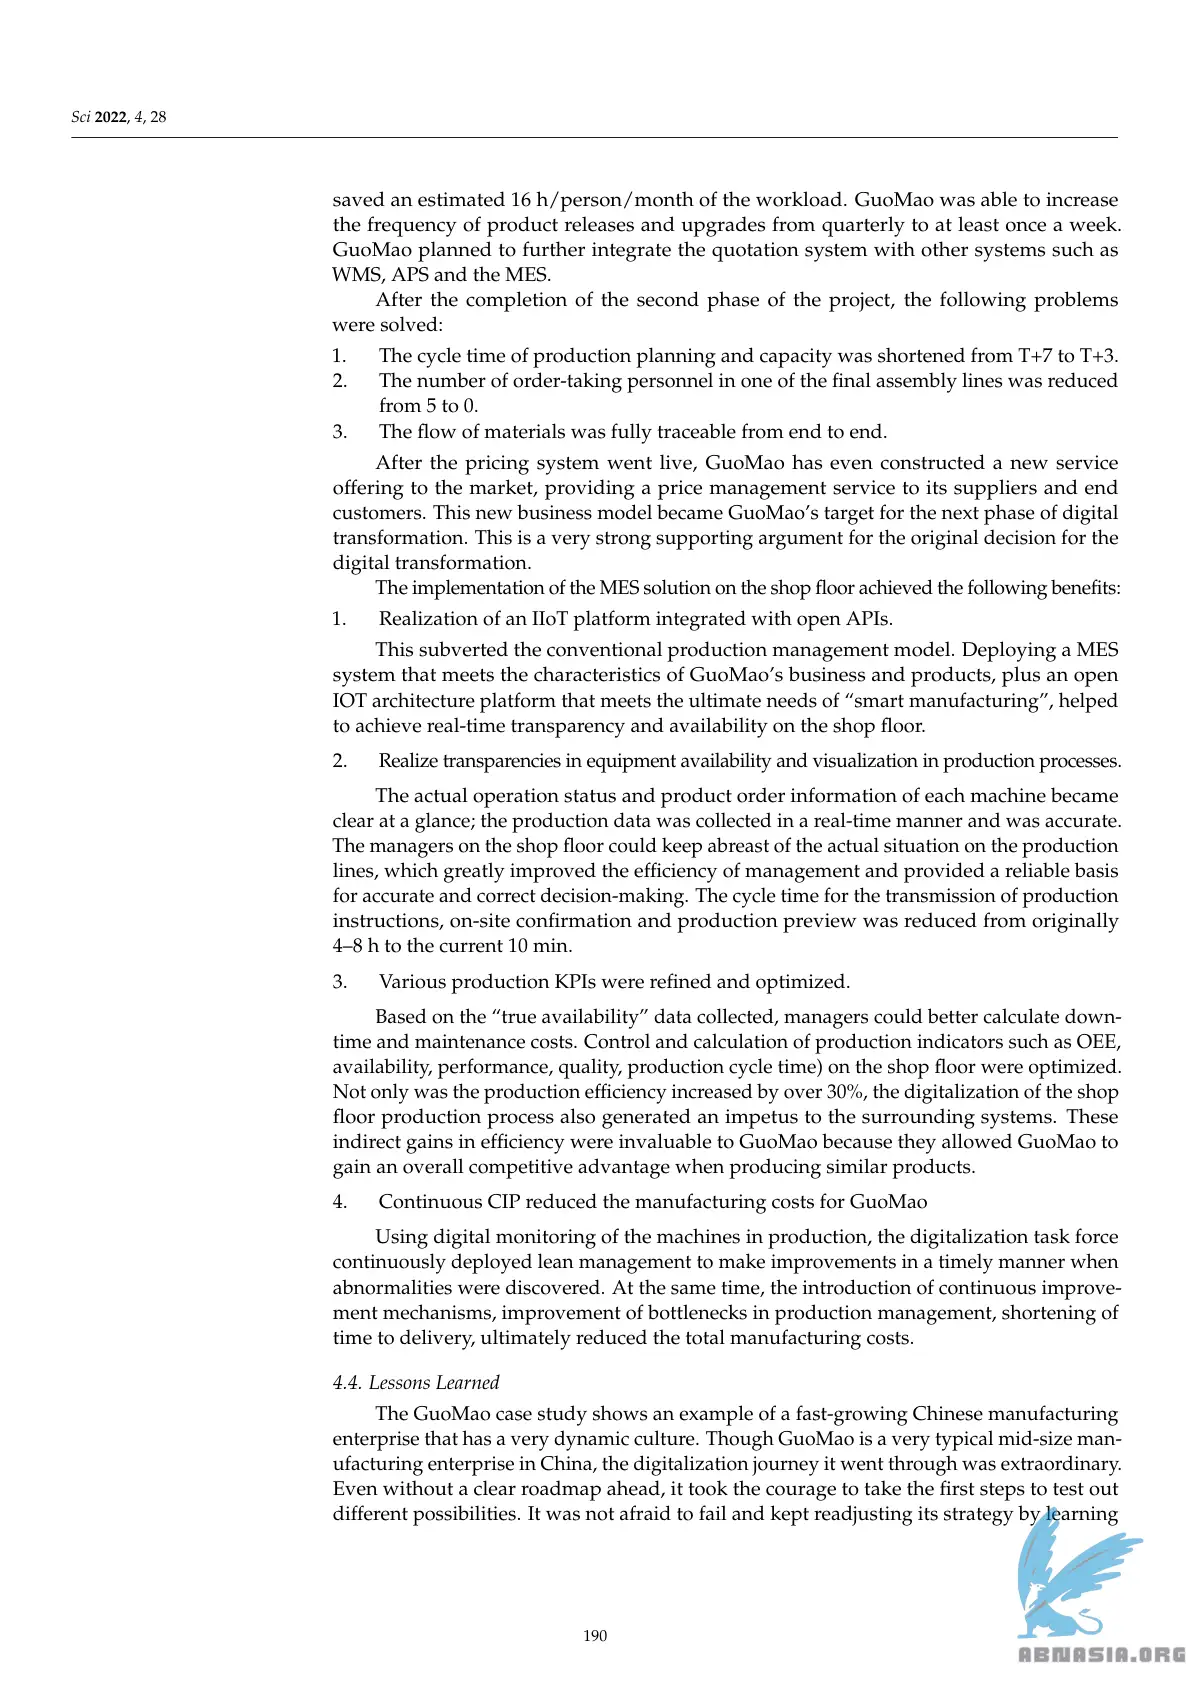 Sci 2022, 4, 28
saved an estimated 16 h/person/month of the workload. GuoMao was able to increase
the frequency of product releases and upgrades from quarterly to at least once a week.
GuoMao planned to further integrate the quotation system with other systems such as
WMS, APS and the MES.
After the completion of the second phase of the project, the following problems
were solved:
1. The cycle time of production planning and capacity was shortened from T+7 to T+3.
2. The number of order-taking personnel in one of the final assembly lines was reduced
from 5 to 0.
3. The flow of materials was fully traceable from end to end.
After the pricing system went live, GuoMao has even constructed a new service
offering to the market, providing a price management service to its suppliers and end
customers. This new business model became GuoMao’s target for the next phase of digital
transformation. This is a very strong supporting argument for the original decision for the
digital transformation.
The implementation of the MES solution on the shop floor achieved the following benefits:
1. Realization of an IIoT platform integrated with open APIs.
This subverted the conventional production management model. Deploying a MES
system that meets the characteristics of GuoMao’s business and products, plus an open
IOT architecture platform that meets the ultimate needs of “smart manufacturing”, helped
to achieve real-time transparency and availability on the shop floor.
2. Realize transparencies in equipment availability and visualization in production processes.
The actual operation status and product order information of each machine became
clear at a glance; the production data was collected in a real-time manner and was accurate.
The managers on the shop floor could keep abreast of the actual situation on the production
lines, which greatly improved the efficiency of management and provided a reliable basis
for accurate and correct decision-making. The cycle time for the transmission of production
instructions, on-site confirmation and production preview was reduced from originally
4–8 h to the current 10 min.
3. Various production KPIs were refined and optimized.
Based on the “true availability” data collected, managers could better calculate down-
time and maintenance costs. Control and calculation of production indicators such as OEE,
availability, performance, quality, production cycle time) on the shop floor were optimized.
Not only was the production efficiency increased by over 30%, the digitalization of the shop
floor production process also generated an impetus to the surrounding systems. These
indirect gains in efficiency were invaluable to GuoMao because they allowed GuoMao to
gain an overall competitive advantage when producing similar products.
4. Continuous CIP reduced the manufacturing costs for GuoMao
Using digital monitoring of the machines in production, the digitalization task force
continuously deployed lean management to make improvements in a timely manner when
abnormalities were discovered. At the same time, the introduction of continuous improve-
ment mechanisms, improvement of bottlenecks in production management, shortening of
time to delivery, ultimately reduced the total manufacturing costs.
4.4. Lessons Learned
The GuoMao case study shows an example of a fast-growing Chinese manufacturing
enterprise that has a very dynamic culture. Though GuoMao is a very typical mid-size man-
ufacturing enterprise in China, the digitalization journey it went through was extraordinary.
Even without a clear roadmap ahead, it took the courage to take the first steps to test out
different possibilities. It was not afraid to fail and kept readjusting its strategy by learning
190
ABNASIA.ORG